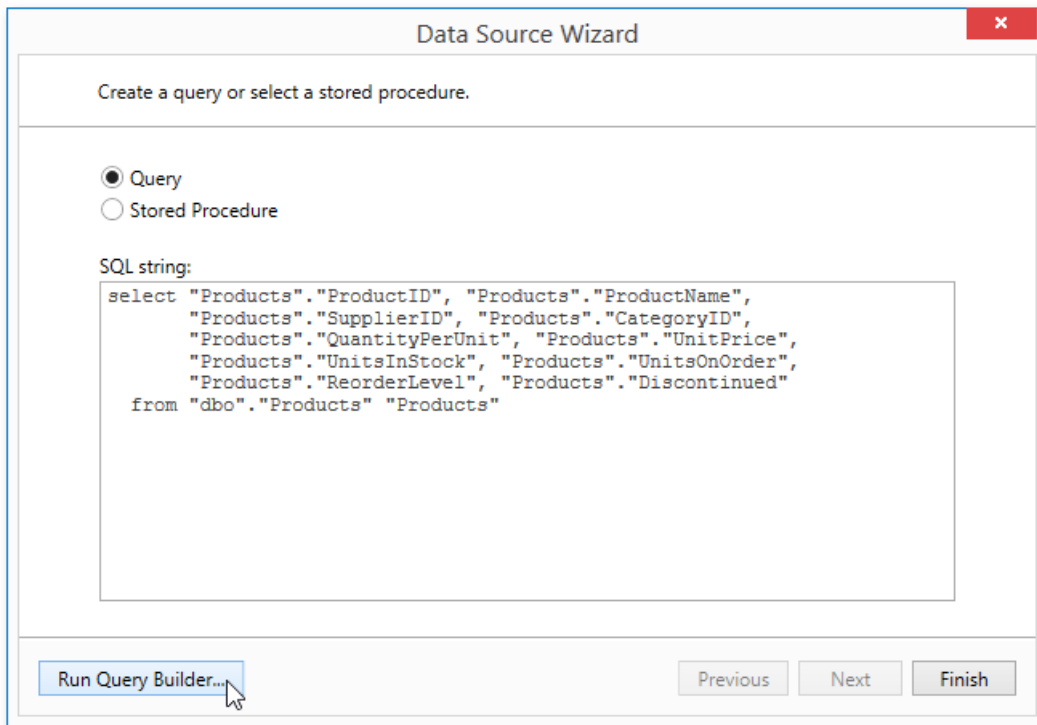 Data Source Wizard
Create a query or select a stored procedure.
Query
Stored Procedure
SQL string:
select "Products"."ProductID", "Products"."ProductName",
"Products"."SupplierID", "Products"."CategoryID",
"Products"."QuantityPerUnit", "Products"."UnitPrice",
"Products"."UnitsInStock", "Products"."UnitsOnOrder",
"Products"."ReorderLevel", "Products"."Discontinued"
from "dbo"."Products" "Products"
Run Query Builder... Previous Next Finish